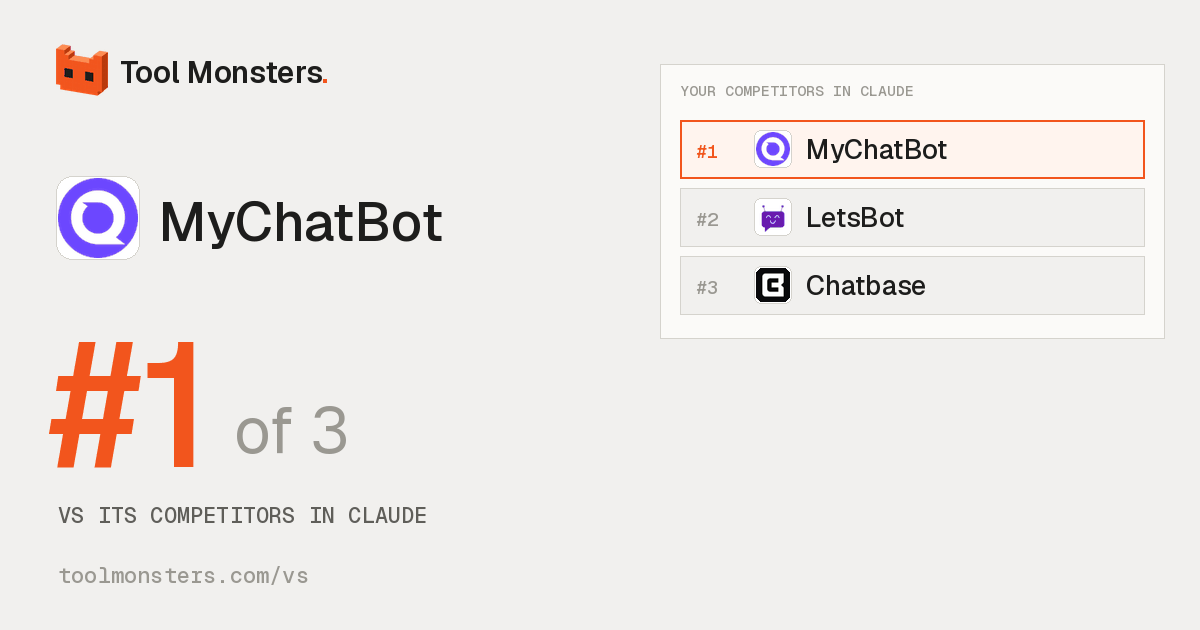 Tool Monsters.
MyChatBot
#1 of 3
VS ITS COMPETITORS IN CLAUDE
toolmonsters.com/vs
YOUR COMPETITORS IN CLAUDE
#1 MyChatBot
#2 LetsBot
#3 Chatbase